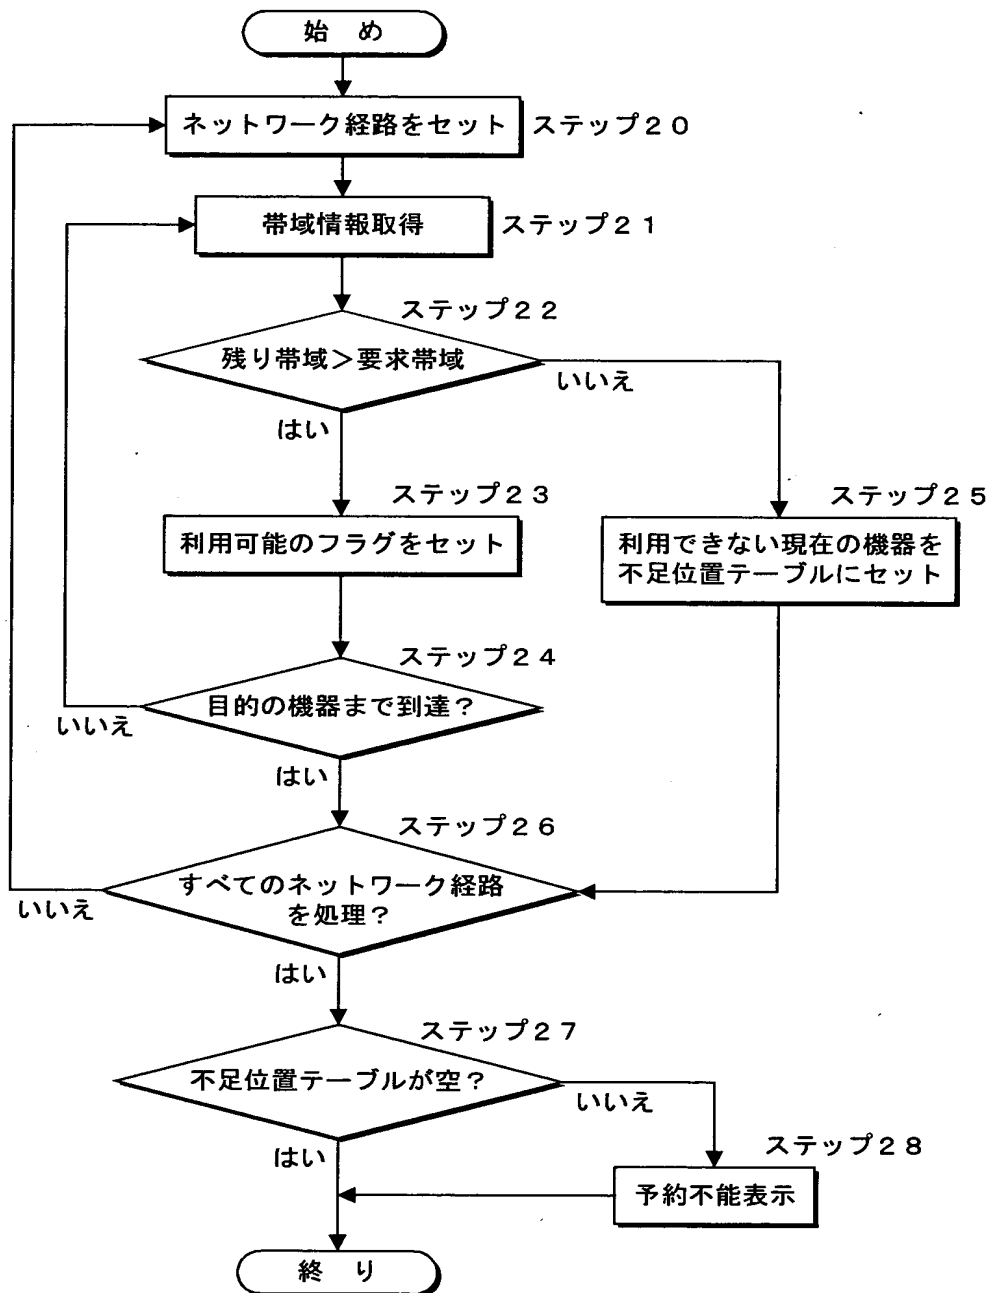 始　め
ネットワーク経路をセット
ステップ２０
帯域情報取得
ステップ２１
ステップ２２
残り帯域＞要求帯域
いいえ
はい
ステップ２３
ステップ２５
利用可能のフラグをセット
利用できない現在の機器を
不足位置テーブルにセット
ステップ２４
目的の機器まで到達？
いいえ
はい
ステップ２６
すべてのネットワーク経路
を処理？
いいえ
はい
ステップ２７
不足位置テーブルが空？
いいえ
はい
ステップ２８
予約不能表示
終　り